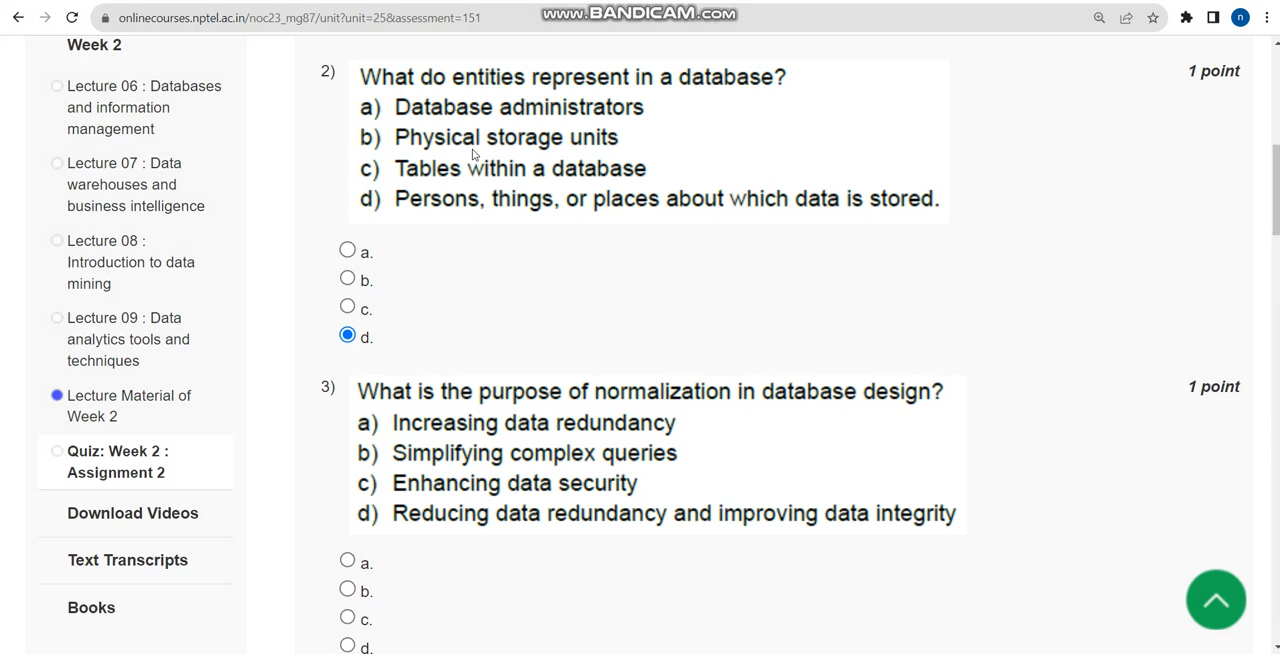 onlinecourses.nptel.ac.in/noc23_mg87/unit?unit=25&assessment=151
www.BANDICAM.com
n
Week 2
Lecture 06 : Databases
and information
management
Lecture 07 : Data
warehouses and
business intelligence
Lecture 08 :
Introduction to data
mining
Lecture 09 : Data
analytics tools and
techniques
Lecture Material of
Week 2
Quiz: Week 2 :
Assignment 2
Download Videos
Text Transcripts
Books
2) What do entities represent in a database? 1 point
a) Database administrators
b) Physical storage units
c) Tables within a database
d) Persons, things, or places about which data is stored.
a.
b.
c.
d.
3) What is the purpose of normalization in database design? 1 point
a) Increasing data redundancy
b) Simplifying complex queries
c) Enhancing data security
d) Reducing data redundancy and improving data integrity
a.
b.
c.
d.